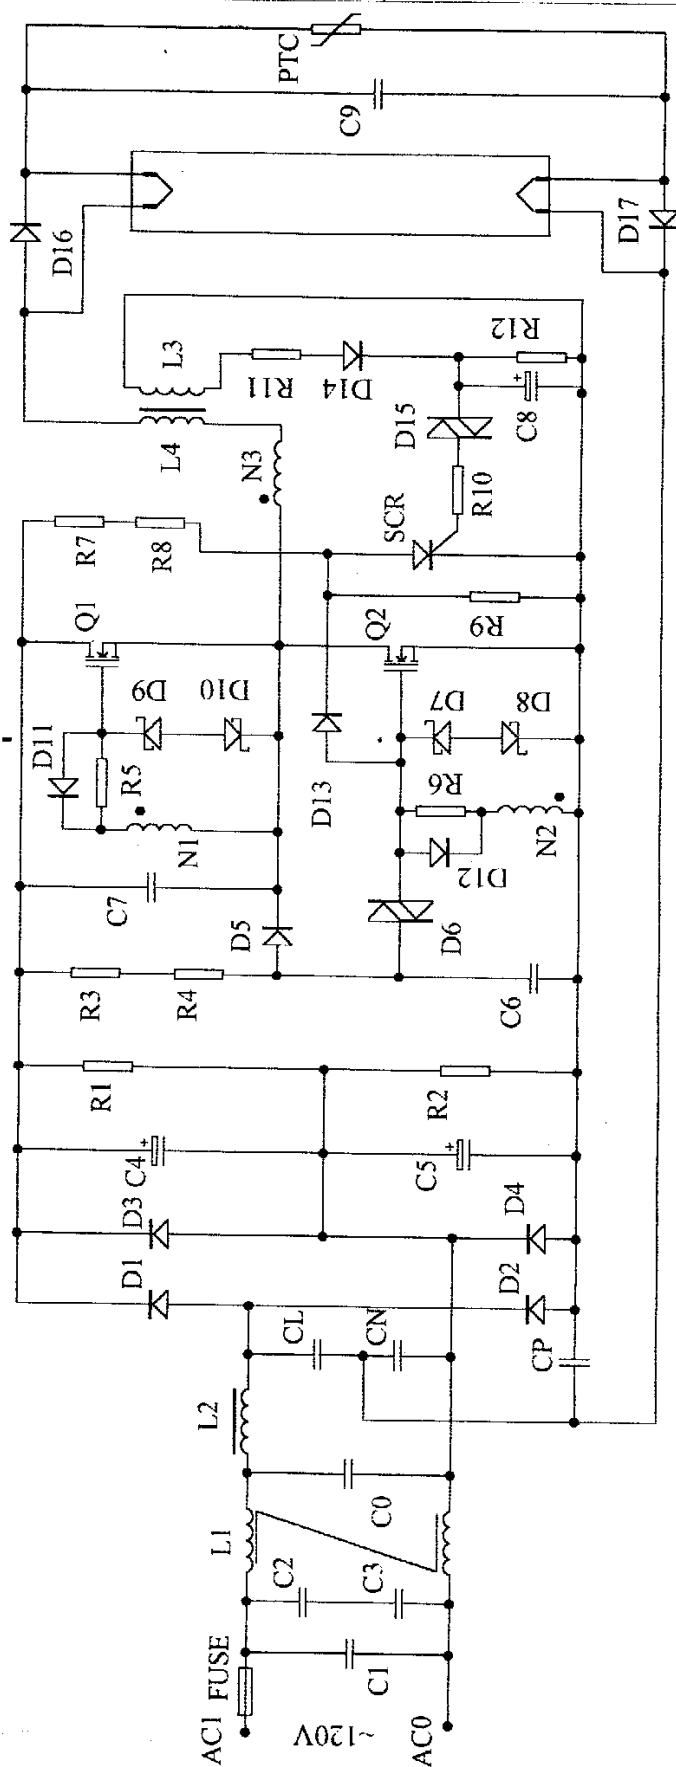 AC1
FUSE
~120V
AC0
C1
C2
C3
L1
C0
L2
CL
CN
CP
D1
D2
D3
D4
C4
C5
R1
R2
R3
R4
C6
D5
D6
C7
N1
R5
D11
D9
D10
Q1
D12
R6
N2
D7
D8
D13
Q2
R7
R8
R9
SCR
R10
N3
L4
L3
R11
D14
D15
C8
R12
D16
D17
C9
PTC